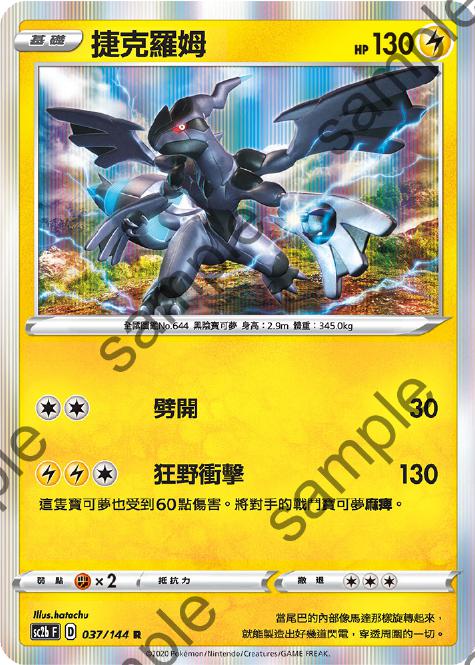 基礎 捷克羅姆 HP 130
sample
sample
全國圖鑑No.644 黑陰寶可夢 身高：2.9m 體重：345.0kg
sample
劈開 30
sample
狂野衝擊 130
這隻寶可夢也受到60點傷害。將對手的戰鬥寶可夢麻痺。
sample
弱點 ×2 抵抗力 撤退
Illus.hatachu
sc2b F D 037/144 R
當尾巴的內部像馬達那樣旋轉起來，
就能製造出好幾道閃電，穿透周圍的一切。
©2020 Pokémon/Nintendo/Creatures/GAME FREAK.